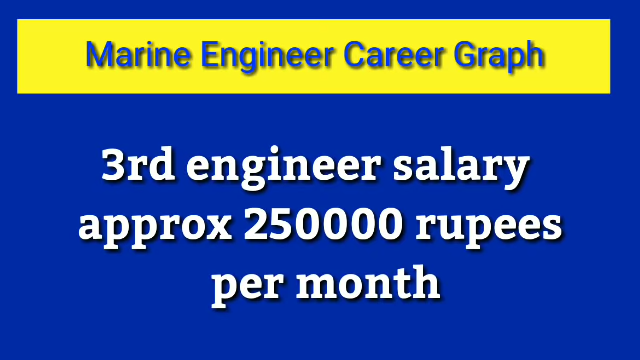 Marine Engineer Career Graph
3rd engineer salary
approx 250000 rupees
per month